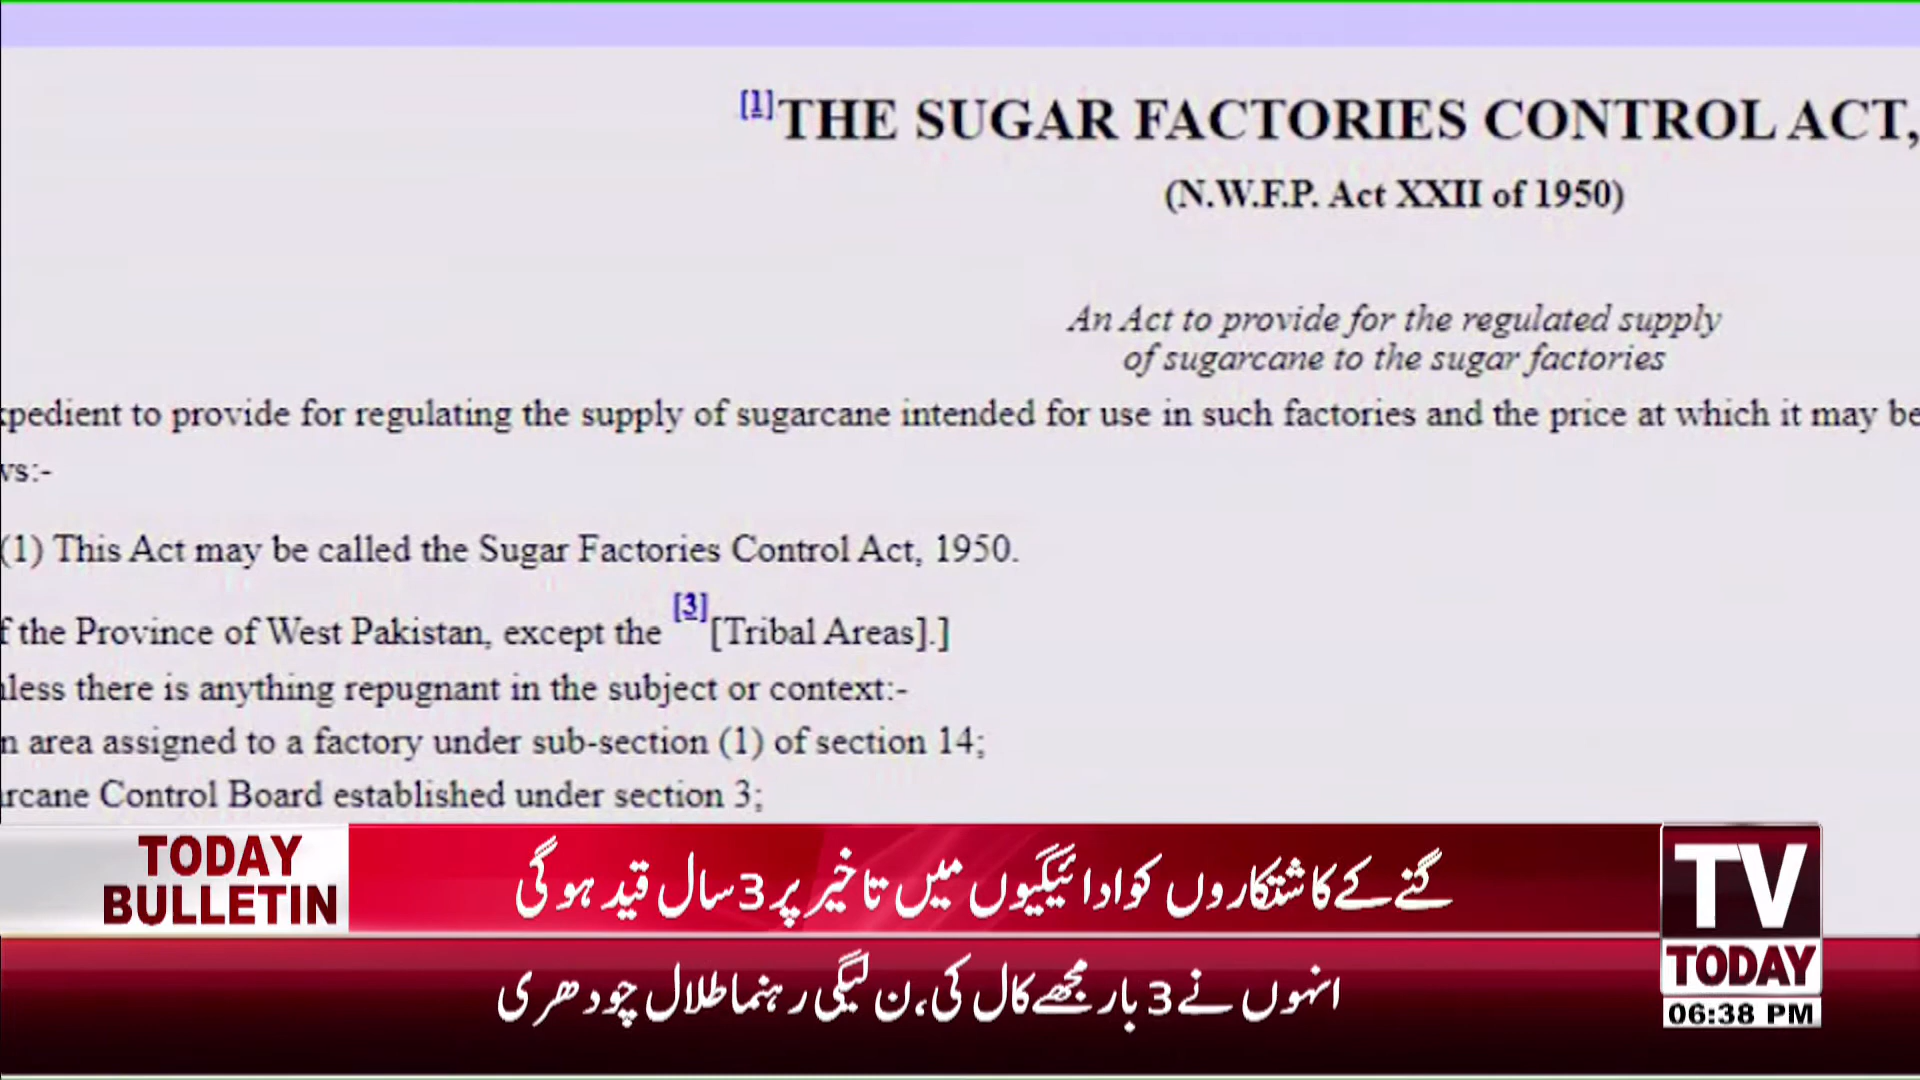 [1]THE SUGAR FACTORIES CONTROL ACT,
(N.W.F.P. Act XXII of 1950)
An Act to provide for the regulated supply
of sugarcane to the sugar factories
xpedient to provide for regulating the supply of sugarcane intended for use in such factories and the price at which it may be
ws:-
(1) This Act may be called the Sugar Factories Control Act, 1950.
f the Province of West Pakistan, except the [3][Tribal Areas].]
nless there is anything repugnant in the subject or context:-
n area assigned to a factory under sub-section (1) of section 14;
arcane Control Board established under section 3;
TODAY
BULLETIN
گنے کے کاشتکاروں کو ادائیگیوں میں تاخیر پر 3 سال قید ہو گی
انہوں نے 3 بار مجھے کال کی، ن لیگی رہنما طلال چودھری
TV
TODAY
06:38 PM